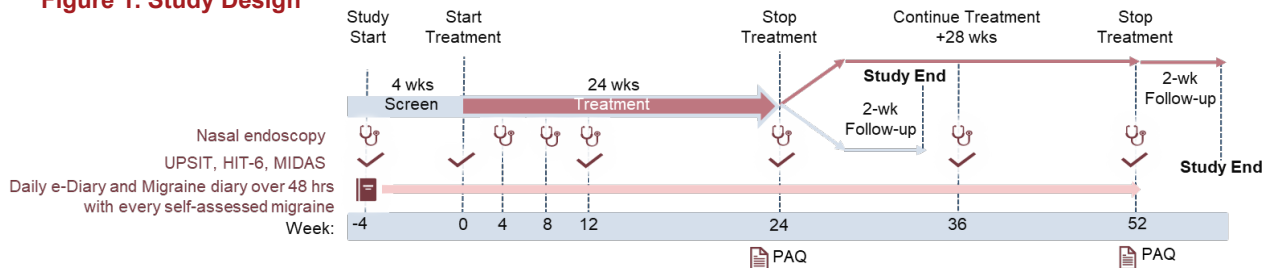 Figure 1: Study Design
Study
Start
Start
Treatment
Stop
Treatment
Continue Treatment
+28 wks
Stop
Treatment
4 wks
24 wks
Study End
2-wk
Follow-up
Screen
Treatment
2-wk
Follow-up
Nasal endoscopy
UPSIT, HIT-6, MIDAS
Study End
Daily e-Diary and Migraine diary over 48 hrs
with every self-assessed migraine
Week:
-4
0
4
8
12
24
36
52
PAQ
PAQ